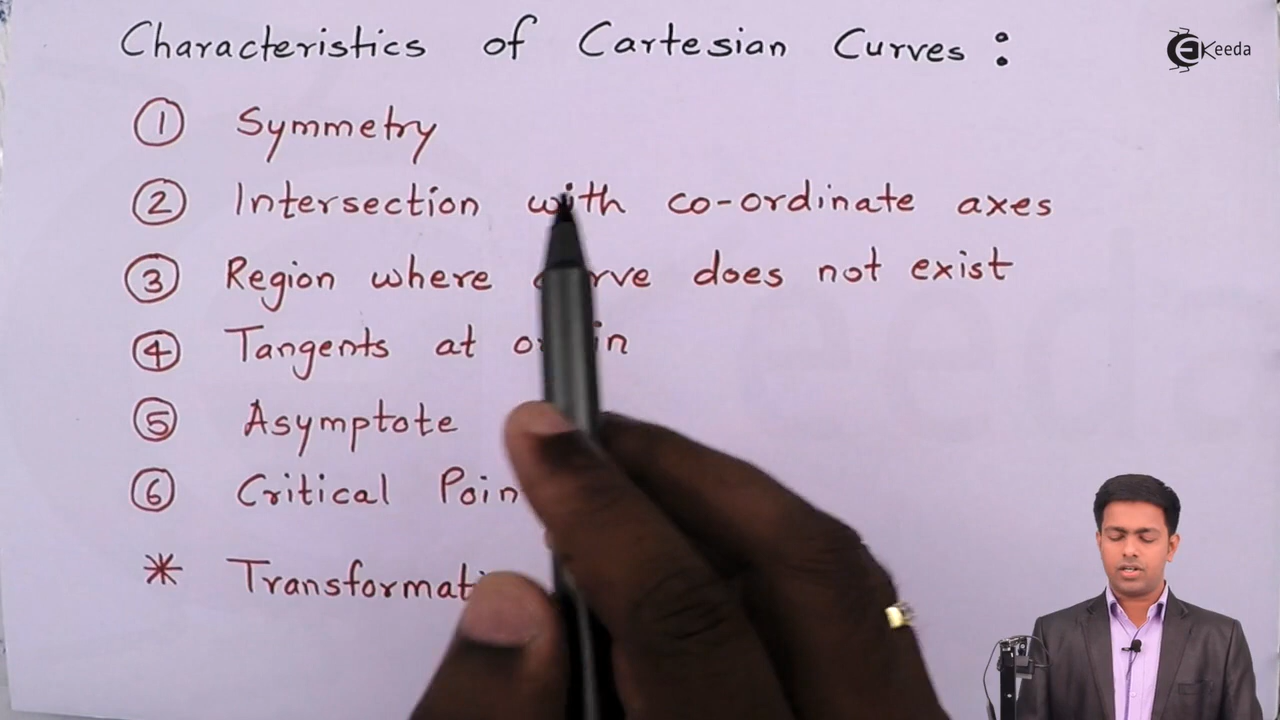 Characteristics of Cartesian Curves :
Ekeeda
① Symmetry
② Intersection with co-ordinate axes
③ Region where does not exist
④ Tangents at
⑤ Asymptote
⑥ Critical
*